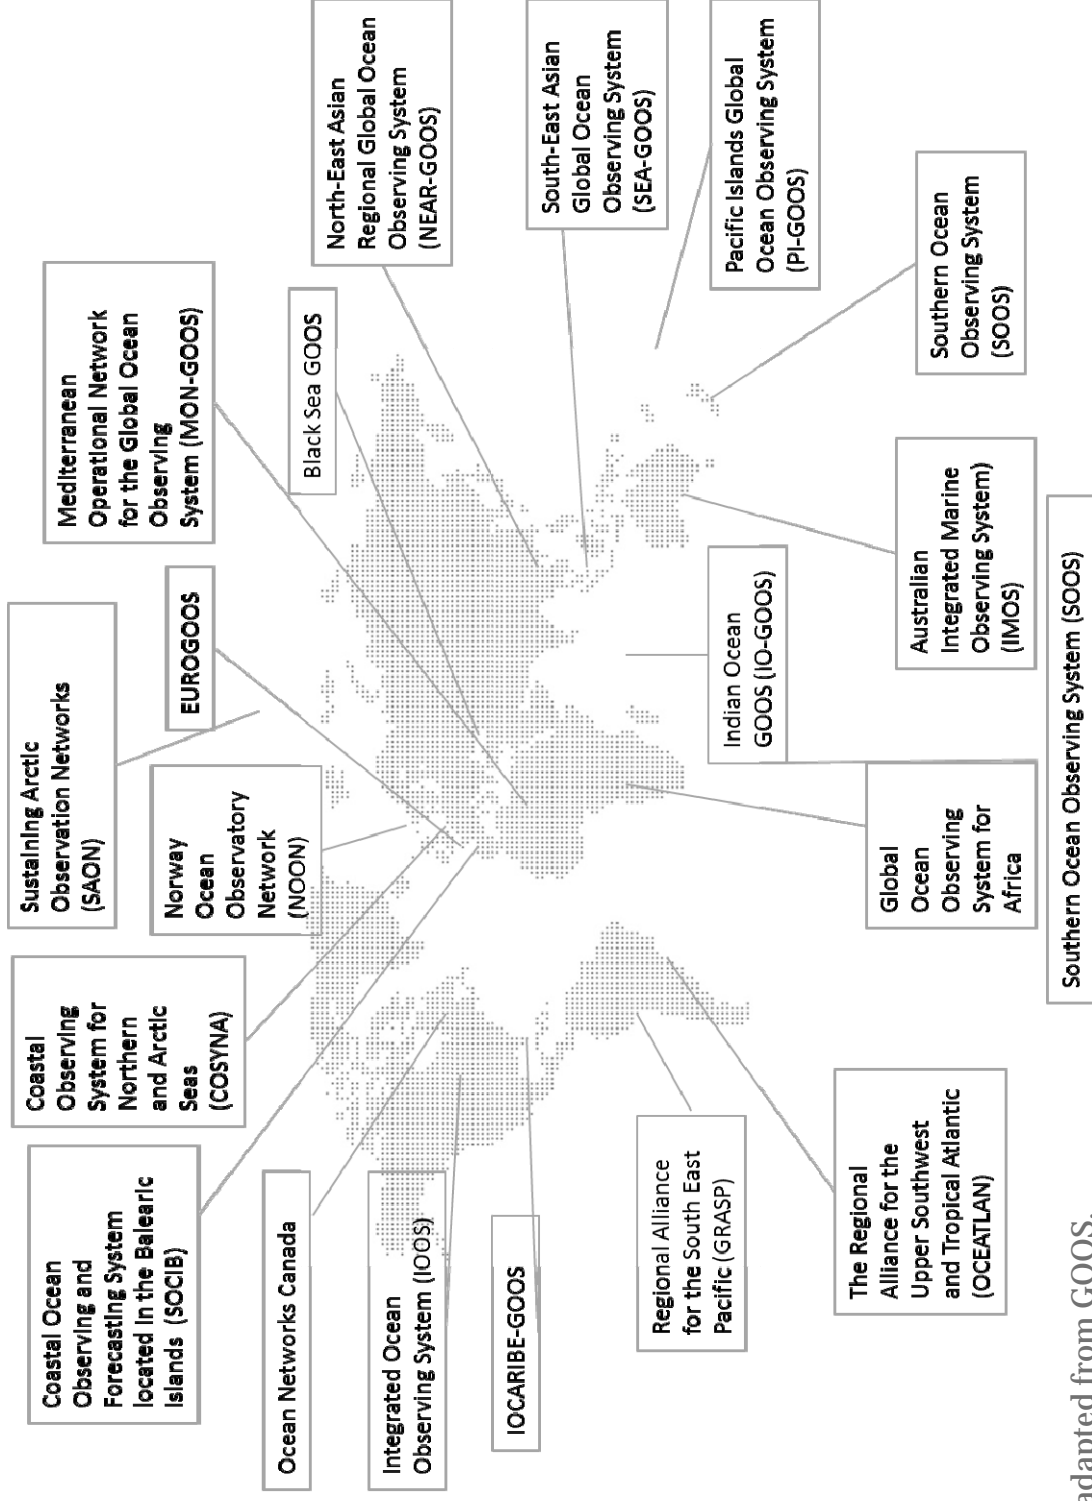 Coastal Ocean
Observing and
Forecasting System
located in the Balearic
Islands (SOCIB)
Coastal
Observing
System for
Northern
and Arctic
Seas
(COSYNA)
Sustaining Arctic
Observation Networks
(SAON)
Mediterranean
Operational Network
for the Global Ocean
Observing
System (MON-GOOS)
Norway
Ocean
Observatory
Network
(NOON)
EUROGOOS
Black Sea GOOS
North-East Asian
Regional Global Ocean
Observing System
(NEAR-GOOS)
Ocean Networks Canada
Integrated Ocean
Observing System (IOOS)
IOCARIBE-GOOS
South-East Asian
Global Ocean
Observing System
(SEA-GOOS)
Regional Alliance
for the South East
Pacific (GRASP)
Indian Ocean
GOOS (IO-GOOS)
Pacific Islands Global
Ocean Observing System
(PI-GOOS)
The Regional
Alliance for the
Upper Southwest
and Tropical Atlantic
(OCEATLAN)
Global
Ocean
Observing
System for
Africa
Australian
Integrated Marine
Observing System)
(IMOS)
Southern Ocean
Observing System
(SOOS)
Southern Ocean Observing System (SOOS)
adapted from GOOS.